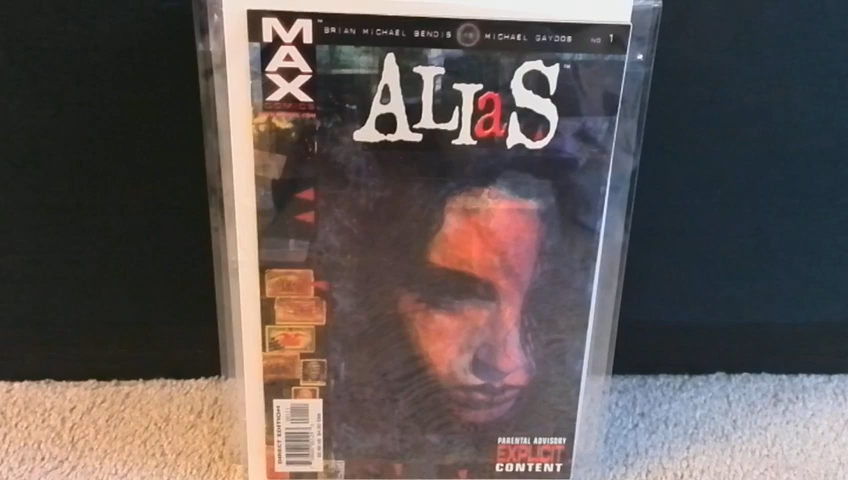 MAX
COMICS
BRIAN MICHAEL BENDIS MICHAEL GAYDOS NO 1
ALIaS
DIRECT EDITION
PARENTAL ADVISORY
EXPLICIT
CONTENT